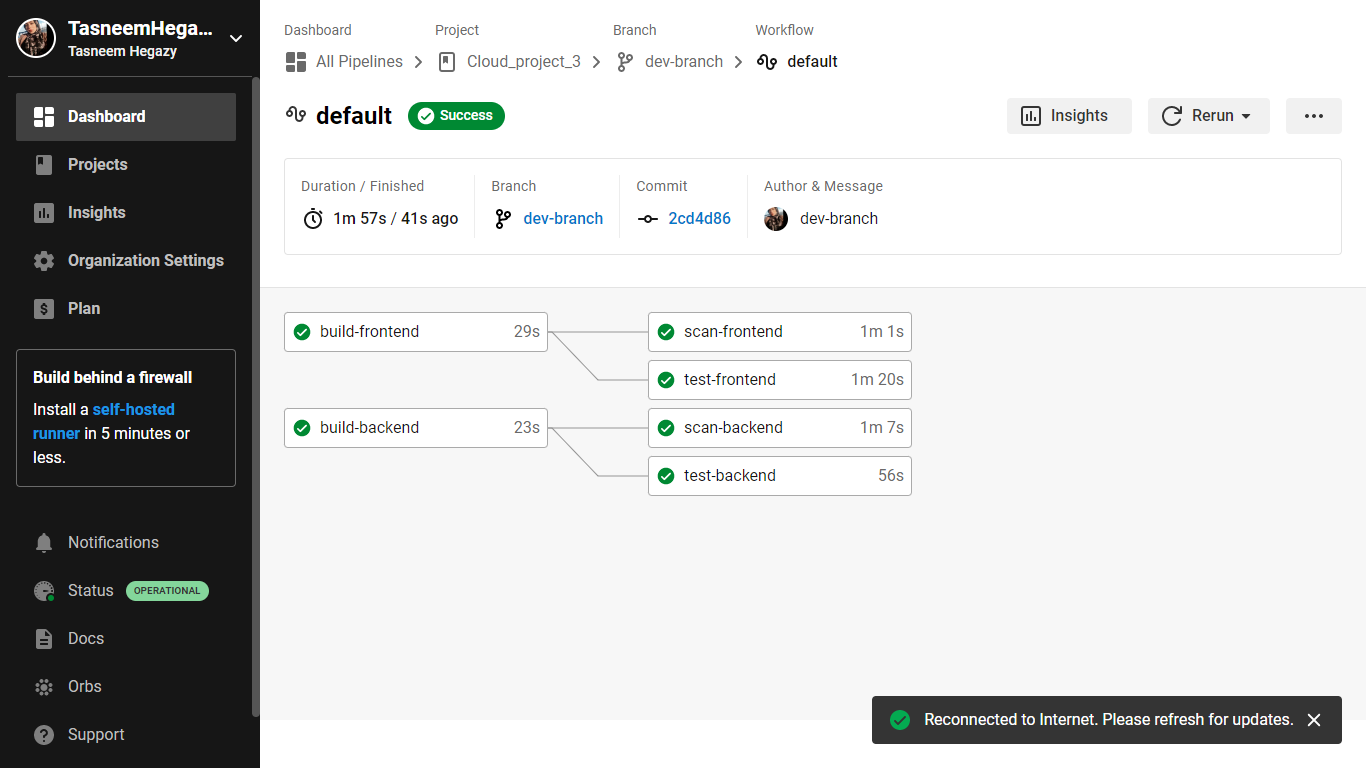 TasneemHega...
Tasneem Hegazy
Dashboard
Projects
Insights
Organization Settings
Plan
Build behind a firewall
Install a self-hosted
runner in 5 minutes or
less.
Notifications
Status OPERATIONAL
Docs
Orbs
Support
Dashboard Project Branch Workflow
All Pipelines Cloud_project_3 dev-branch default
default Success Insights Rerun
Duration / Finished Branch Commit Author & Message
1m 57s / 41s ago dev-branch 2cd4d86 dev-branch
build-frontend 29s scan-frontend 1m 1s
test-frontend 1m 20s
build-backend 23s scan-backend 1m 7s
test-backend 56s
Reconnected to Internet. Please refresh for updates.